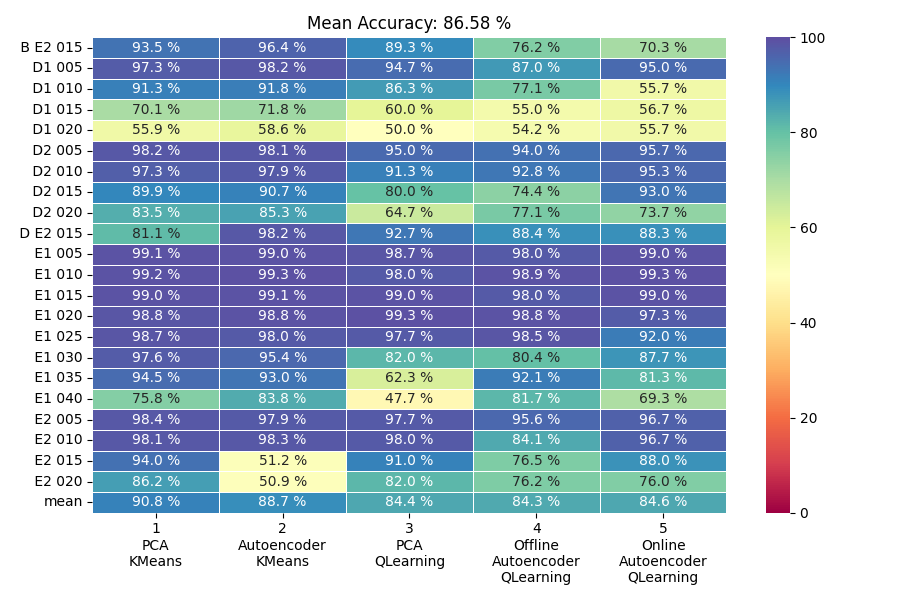 Mean Accuracy: 86.58 %
B E2 015 93.5 % 96.4 % 89.3 % 76.2 % 70.3 % 100
D1 005 97.3 % 98.2 % 94.7 % 87.0 % 95.0 %
D1 010 91.3 % 91.8 % 86.3 % 77.1 % 55.7 %
D1 015 70.1 % 71.8 % 60.0 % 55.0 % 56.7 %
D1 020 55.9 % 58.6 % 50.0 % 54.2 % 55.7 % 80
D2 005 98.2 % 98.1 % 95.0 % 94.0 % 95.7 %
D2 010 97.3 % 97.9 % 91.3 % 92.8 % 95.3 %
D2 015 89.9 % 90.7 % 80.0 % 74.4 % 93.0 %
D2 020 83.5 % 85.3 % 64.7 % 77.1 % 73.7 %
D E2 015 81.1 % 98.2 % 92.7 % 88.4 % 88.3 % 60
E1 005 99.1 % 99.0 % 98.7 % 98.0 % 99.0 %
E1 010 99.2 % 99.3 % 98.0 % 98.9 % 99.3 %
E1 015 99.0 % 99.1 % 99.0 % 98.0 % 99.0 %
E1 020 98.8 % 98.8 % 99.3 % 98.8 % 97.3 % 40
E1 025 98.7 % 98.0 % 97.7 % 98.5 % 92.0 %
E1 030 97.6 % 95.4 % 82.0 % 80.4 % 87.7 %
E1 035 94.5 % 93.0 % 62.3 % 92.1 % 81.3 %
E1 040 75.8 % 83.8 % 47.7 % 81.7 % 69.3 %
E2 005 98.4 % 97.9 % 97.7 % 95.6 % 96.7 % 20
E2 010 98.1 % 98.3 % 98.0 % 84.1 % 96.7 %
E2 015 94.0 % 51.2 % 91.0 % 76.5 % 88.0 %
E2 020 86.2 % 50.9 % 82.0 % 76.2 % 76.0 %
mean 90.8 % 88.7 % 84.4 % 84.3 % 84.6 % 0
1 2 3 4 5
PCA Autoencoder PCA Offline Online
KMeans KMeans QLearning Autoencoder Autoencoder
QLearning QLearning